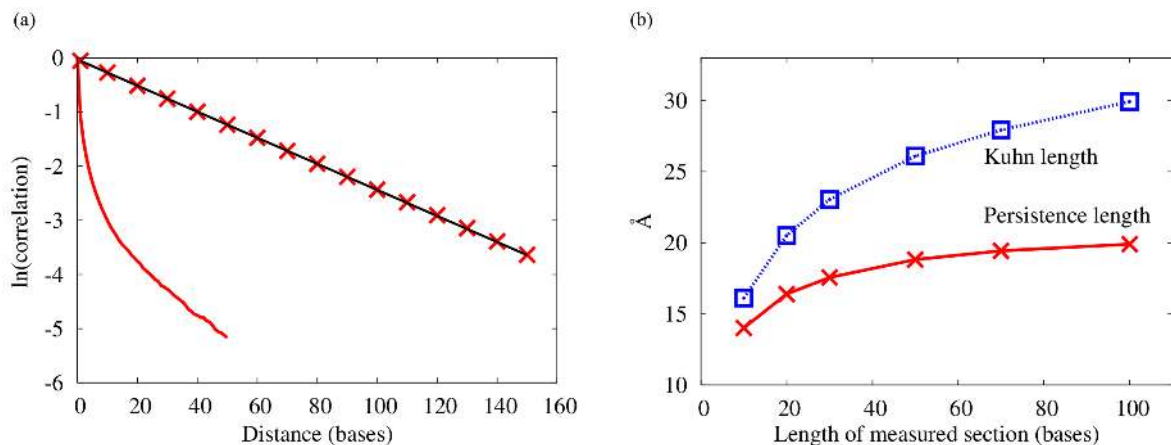 (a)
ln(correlation)
0
-1
-2
-3
-4
-5
-6
0 20 40 60 80 100 120 140 160
Distance (bases)
(b)
Å
30
25
20
15
10
Kuhn length
Persistence length
0 20 40 60 80 100
Length of measured section (bases)